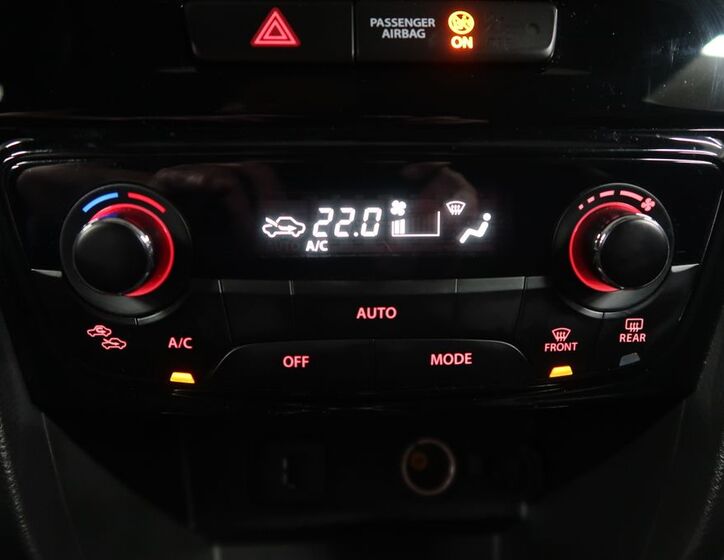 PASSENGER
AIRBAG
ON
22.0
A/C
AUTO
A/C
OFF
MODE
FRONT
REAR